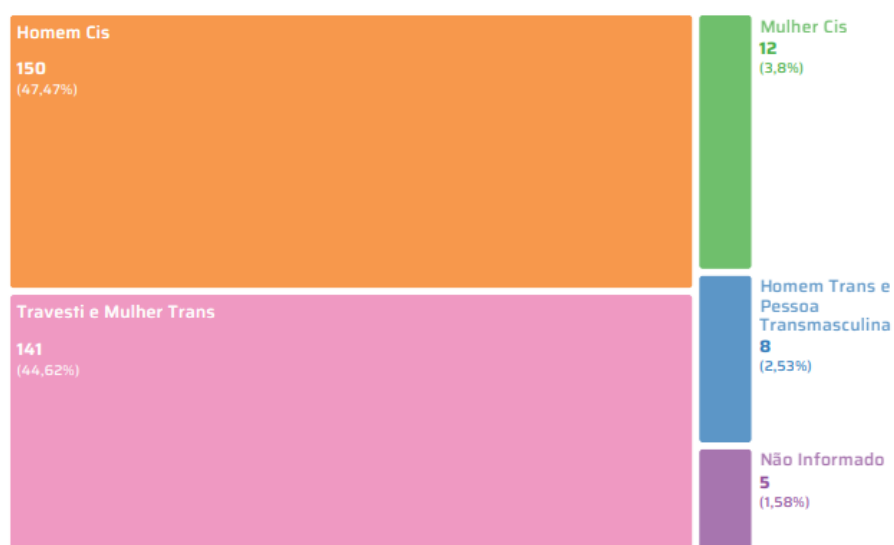 Homem Cis
150
(47,47%)
Mulher Cis
12
(3,8%)
Travesti e Mulher Trans
141
(44,62%)
Homem Trans e
Pessoa
Transmasculina
8
(2,53%)
Não Informado
5
(1,58%)